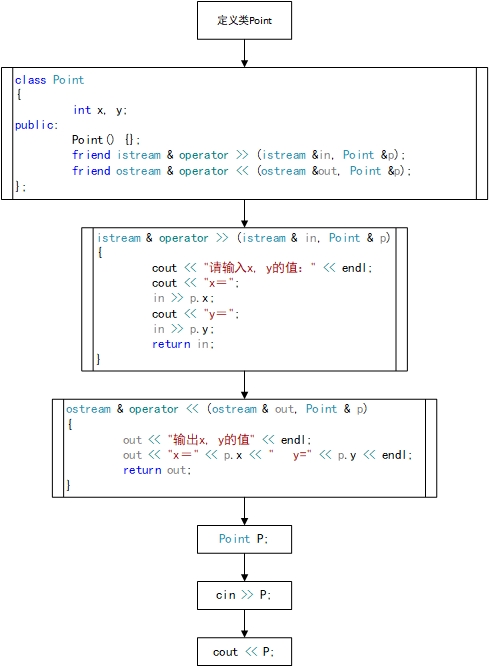 定义类Point
class Point
{
int x, y;
public:
Point() {};
friend istream & operator >> (istream &in, Point &p);
friend ostream & operator << (ostream &out, Point &p);
};
istream & operator >> (istream & in, Point & p)
{
cout << "请输入x, y的值：" << endl;
cout << "x＝";
in >> p.x;
cout << "y＝";
in >> p.y;
return in;
}
ostream & operator << (ostream & out, Point & p)
{
out << "输出x, y的值" << endl;
out << "x＝" << p.x << "   y=" << p.y << endl;
return out;
}
Point P;
cin >> P;
cout << P;